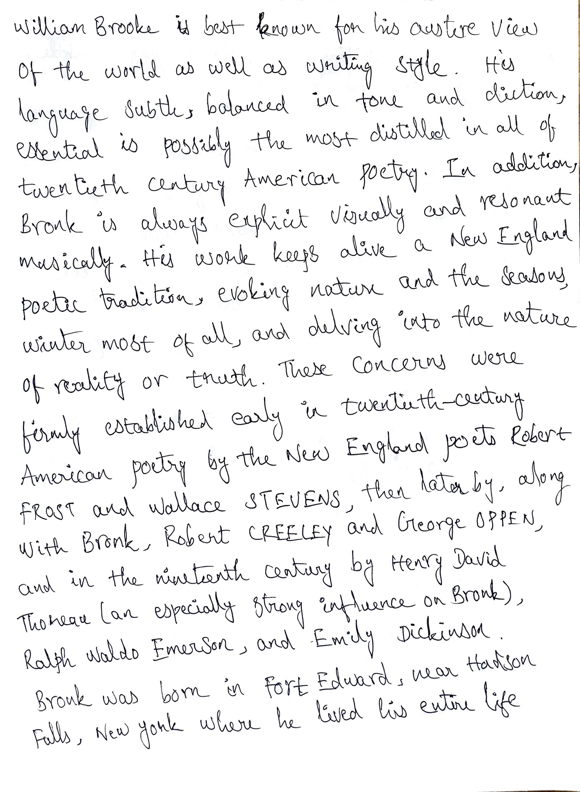 William Brooke is best known for his austere view
of the world as well as writing style. His
language subtle, balanced in tone and diction,
essential is possibly the most distilled in all of
twentieth century American poetry. In addition,
Bronk is always explicit visually and resonant
musically. His work keeps alive a New England
poetic tradition, evoking nature and the seasons,
winter most of all, and delving into the nature
of reality or truth. These concerns were
firmly established early in twentieth-century
American poetry by the New England poets Robert
FROST and Wallace STEVENS, then later by, along
with Bronk, Robert CREELEY and George OPPEN,
and in the nineteenth century by Henry David
Thoreau (an especially strong influence on Bronk),
Ralph Waldo Emerson, and Emily Dickinson.
Bronk was born in Fort Edward, near Hudson
Falls, New York where he lived his entire life